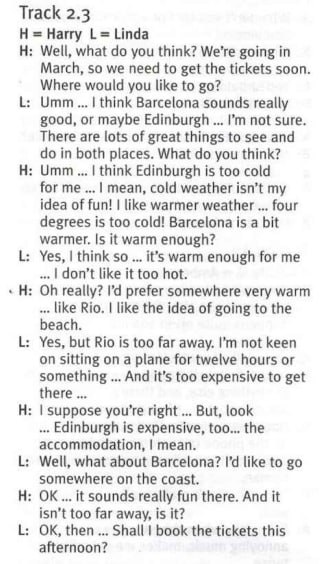 Track 2.3
H = Harry L = Linda
H: Well, what do you think? We’re going in
March, so we need to get the tickets soon.
Where would you like to go?
L: Umm ... I think Barcelona sounds really
good, or maybe Edinburgh ... I’m not sure.
There are lots of great things to see and
do in both places. What do you think?
H: Umm ... I think Edinburgh is too cold
for me ... I mean, cold weather isn’t my
idea of fun! I like warmer weather ... four
degrees is too cold! Barcelona is a bit
warmer. Is it warm enough?
L: Yes, I think so ... it’s warm enough for me
... I don’t like it too hot.
H: Oh really? I’d prefer somewhere very warm
... like Rio. I like the idea of going to the
beach.
L: Yes, but Rio is too far away. I’m not keen
on sitting on a plane for twelve hours or
something ... And it’s too expensive to get
there ...
H: I suppose you’re right ... But, look
... Edinburgh is expensive, too... the
accommodation, I mean.
L: Well, what about Barcelona? I’d like to go
somewhere on the coast.
H: OK ... it sounds really fun there. And it
isn’t too far away, is it?
L: OK, then ... Shall I book the tickets this
afternoon?